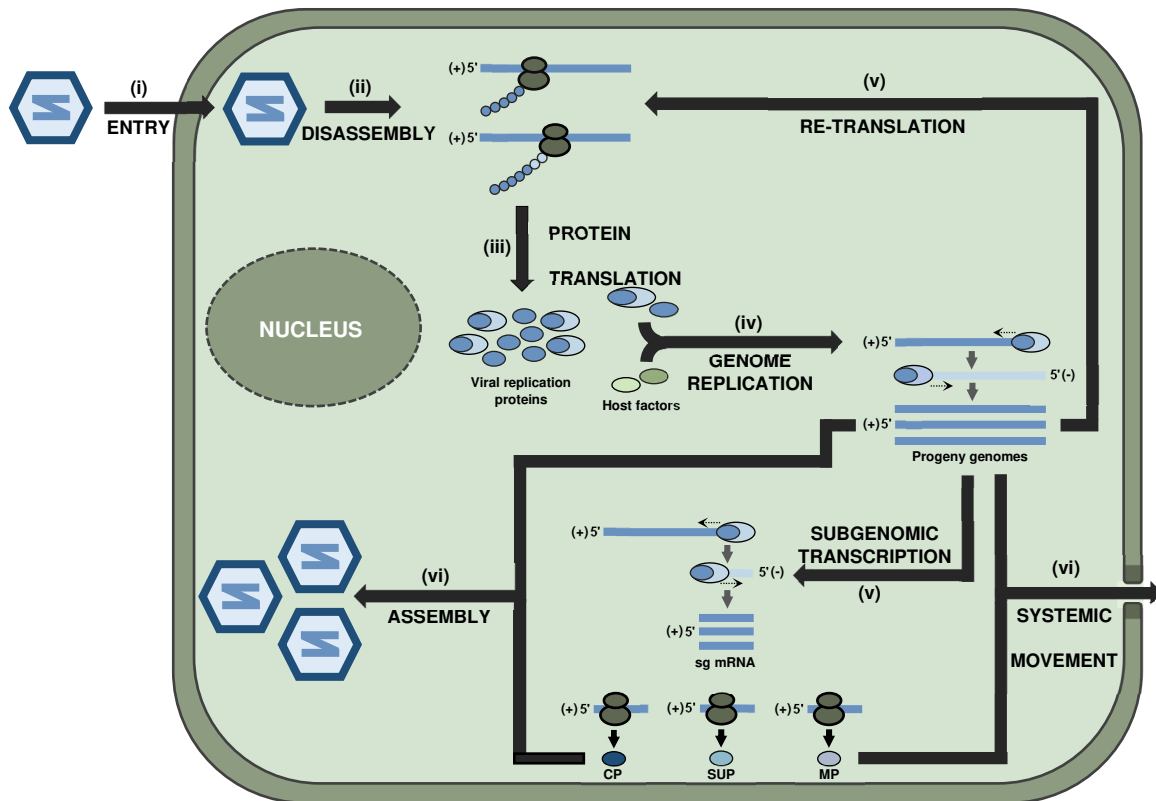 (i)
ENTRY
(ii)
DISASSEMBLY
(+)5'
(+)5'
(v)
RE-TRANSLATION
(iii)
PROTEIN
TRANSLATION
NUCLEUS
Viral replication
proteins
Host factors
(iv)
GENOME
REPLICATION
(+)5'
5'(-)
(+)5'
Progeny genomes
(+)5'
5'(-)
(+)5'
sg mRNA
SUBGENOMIC
TRANSCRIPTION
(v)
(vi)
ASSEMBLY
(vi)
SYSTEMIC
MOVEMENT
(+)5'
(+)5'
(+)5'
CP
SUP
MP